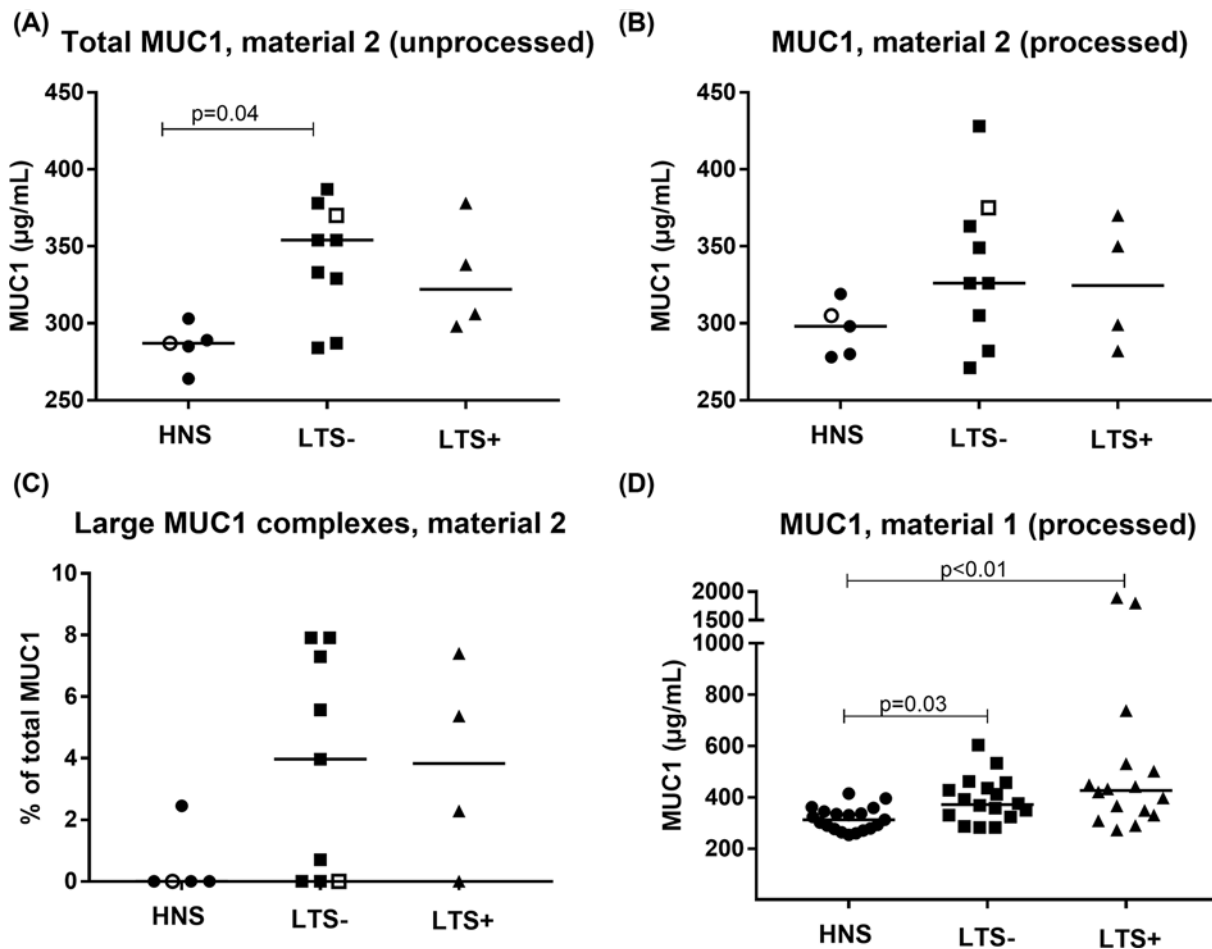 (A)
Total MUC1, material 2 (unprocessed)
450
400
350
300
250
MUC1 (µg/mL)
p=0.04
HNS
LTS-
LTS+
(B)
MUC1, material 2 (processed)
450
400
350
300
250
MUC1 (µg/mL)
HNS
LTS-
LTS+
(C)
Large MUC1 complexes, material 2
10
8
6
4
2
0
% of total MUC1
HNS
LTS-
LTS+
(D)
MUC1, material 1 (processed)
p<0.01
2000
1500
1000
800
600
400
200
MUC1 (µg/mL)
p=0.03
HNS
LTS-
LTS+